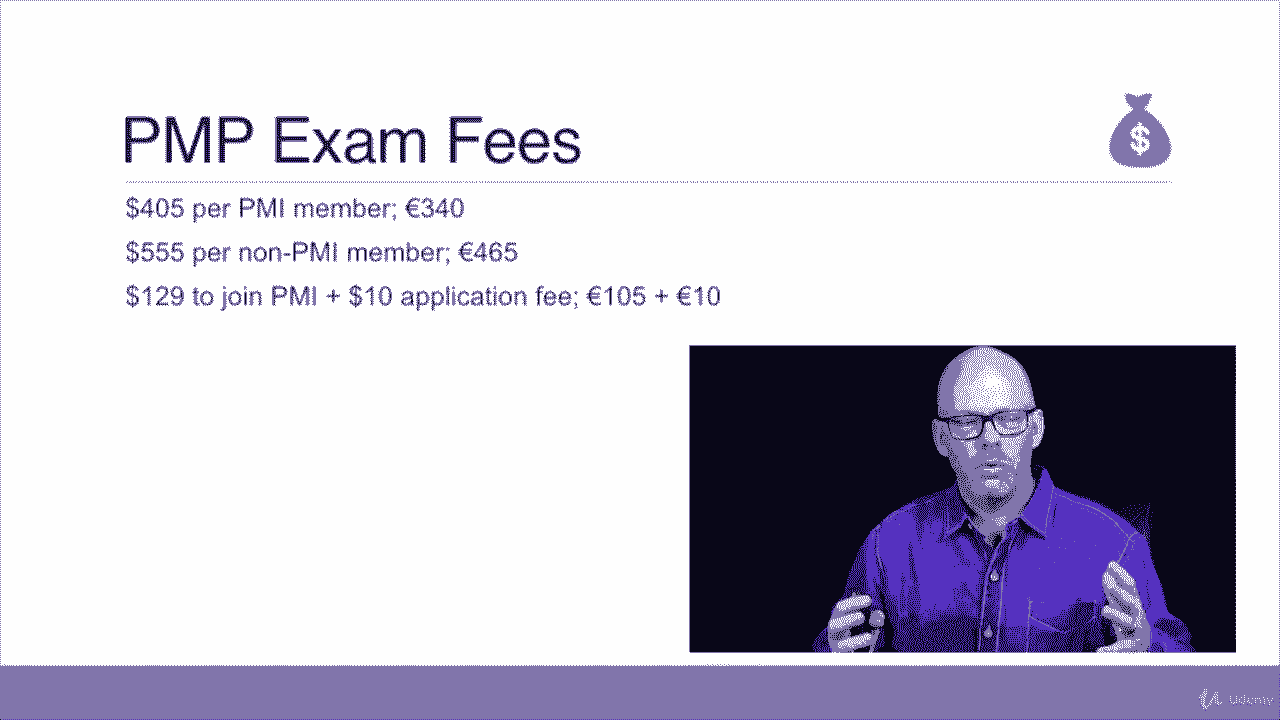 PMP Exam Fees
$
$405 per PMI member; €340
$555 per non-PMI member; €465
$129 to join PMI + $10 application fee; €105 + €10
Udemy